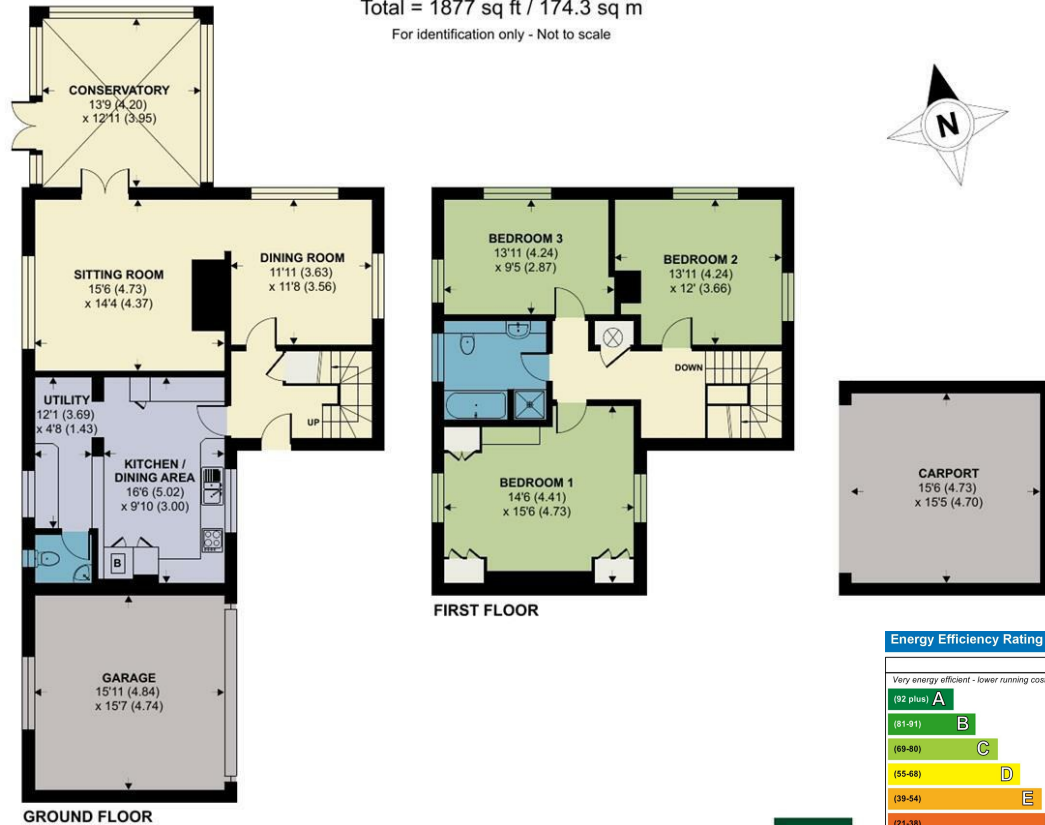 Total = 1877 sq ft / 174.3 sq m
For identification only - Not to scale
CONSERVATORY
13'9 (4.20)
x 12'11 (3.95)
N
SITTING ROOM
15'6 (4.73)
x 14'4 (4.37)
DINING ROOM
11'11 (3.63)
x 11'8 (3.56)
UTILITY
12'1 (3.69)
x 4'8 (1.43)
KITCHEN /
DINING AREA
16'6 (5.02)
x 9'10 (3.00)
UP
B
GARAGE
15'11 (4.84)
x 15'7 (4.74)
GROUND FLOOR
BEDROOM 3
13'11 (4.24)
x 9'5 (2.87)
BEDROOM 2
13'11 (4.24)
x 12' (3.66)
DOWN
BEDROOM 1
14'6 (4.41)
x 15'6 (4.73)
FIRST FLOOR
CARPORT
15'6 (4.73)
x 15'5 (4.70)
Energy Efficiency Rating
Very energy efficient - lower running cos
(92 plus) A
(81-91) B
(69-80) C
(55-68) D
(39-54) E
(21-38)